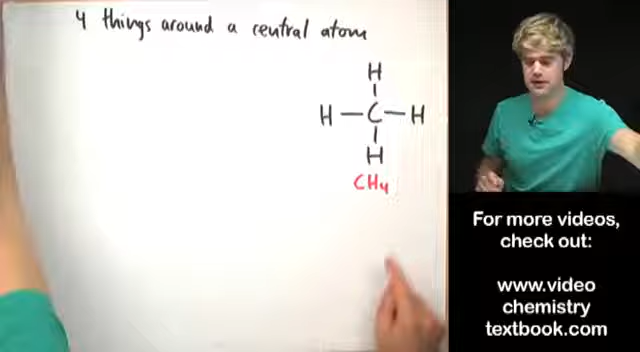 4 things around a central atom
H
H — C — H
H
CH4
For more videos,
check out:
www.video
chemistry
textbook.com